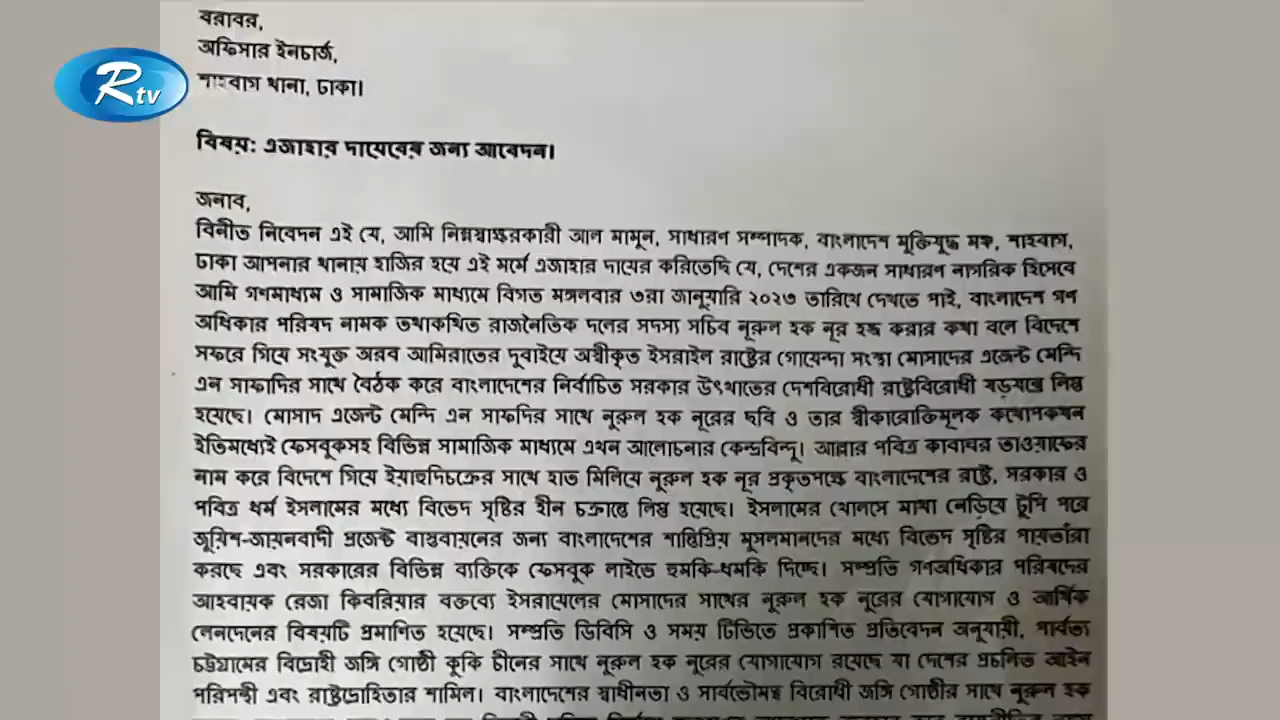 Rtv
বরাবর,
অফিসার ইনচার্জ,
শাহবাগ থানা, ঢাকা।
বিষয়: এজাহার দায়েরের জন্য আবেদন।
জনাব,
বিনীত নিবেদন এই যে, আমি নিম্নস্বাক্ষরকারী আল মামুন, সাধারণ সম্পাদক, বাংলাদেশ মুক্তিযুদ্ধ মঞ্চ, শাহবাগ,
ঢাকা আপনার থানায় হাজির হয়ে এই মর্মে এজাহার দায়ের করিতেছি যে, দেশের একজন সাধারণ নাগরিক হিসেবে
আমি গণমাধ্যম ও সামাজিক মাধ্যমে বিগত মঙ্গলবার ৩রা জানুয়ারি ২০২৩ তারিখে দেখতে পাই, বাংলাদেশ গণ
অধিকার পরিষদ নামক তথাকথিত রাজনৈতিক দলের সদস্য সচিব নূরুল হক নূর হজ্ব করার কথা বলে বিদেশে
সফরে গিয়ে সংযুক্ত অরব আমিরাতের দুবাইয়ে অস্বীকৃত ইসরাইল রাষ্ট্রের গোয়েন্দা সংস্থা মোসাদের এজেন্ট মেন্দি
এন সাফাদির সাথে বৈঠক করে বাংলাদেশের নির্বাচিত সরকার উৎখাতের দেশবিরোধী রাষ্ট্রবিরোধী ষড়যন্ত্রে লিপ্ত
হয়েছে। মোসাদ এজেন্ট মেন্দি এন সাফদির সাথে নুরুল হক নূরের ছবি ও তার স্বীকারোক্তিমূলক কথোপকথন
ইতিমধ্যেই ফেসবুকসহ বিভিন্ন সামাজিক মাধ্যমে এখন আলোচনার কেন্দ্রবিন্দু। আল্লার পবিত্র কাবাঘর তাওয়াফের
নাম করে বিদেশে গিয়ে ইয়াহুদিচক্রের সাথে হাত মিলিয়ে নুরুল হক নূর প্রকৃতপক্ষে বাংলাদেশের রাষ্ট্রে, সরকার ও
পবিত্র ধর্ম ইসলামের মধ্যে বিভেদ সৃষ্টির হীন চক্রান্তে লিপ্ত হয়েছে। ইসলামের খোলসে মাথা নেড়িয়ে টুপি পরে
জুয়িশ-জায়নবাদী প্রজেক্ট বাস্তবায়নের জন্য বাংলাদেশের শান্তিপ্রিয় মুসলমানদের মধ্যে বিভেদ সৃষ্টির পায়তাঁরা
করছে এবং সরকারের বিভিন্ন ব্যক্তিকে ফেসবুক লাইভে হুমকি-ধমকি দিচ্ছে। সম্প্রতি গণঅধিকার পরিষদের
আহবায়ক রেজা কিবরিয়ার বক্তব্যে ইসরায়েলের মোসাদের সাথের নূরুল হক নূরের যোগাযোগ ও আর্থিক
লেনদেনের বিষয়টি প্রমাণিত হয়েছে। সম্প্রতি ডিবিসি ও সময় টিভিতে প্রকাশিত প্রতিবেদন অনুযায়ী, পার্বত্য
চট্টগ্রামের বিদ্রোহী জঙ্গি গোষ্ঠী কুকি চীনের সাথে নূরুল হক নূরের যোগাযোগ রয়েছে যা দেশের প্রচলিত আইন
পরিপন্থী এবং রাষ্ট্রদ্রোহিতার শামিল। বাংলাদেশের স্বাধীনতা ও সার্বভৌমত্ব বিরোধী জঙ্গি গোষ্ঠীর সাথে নূরুল হক